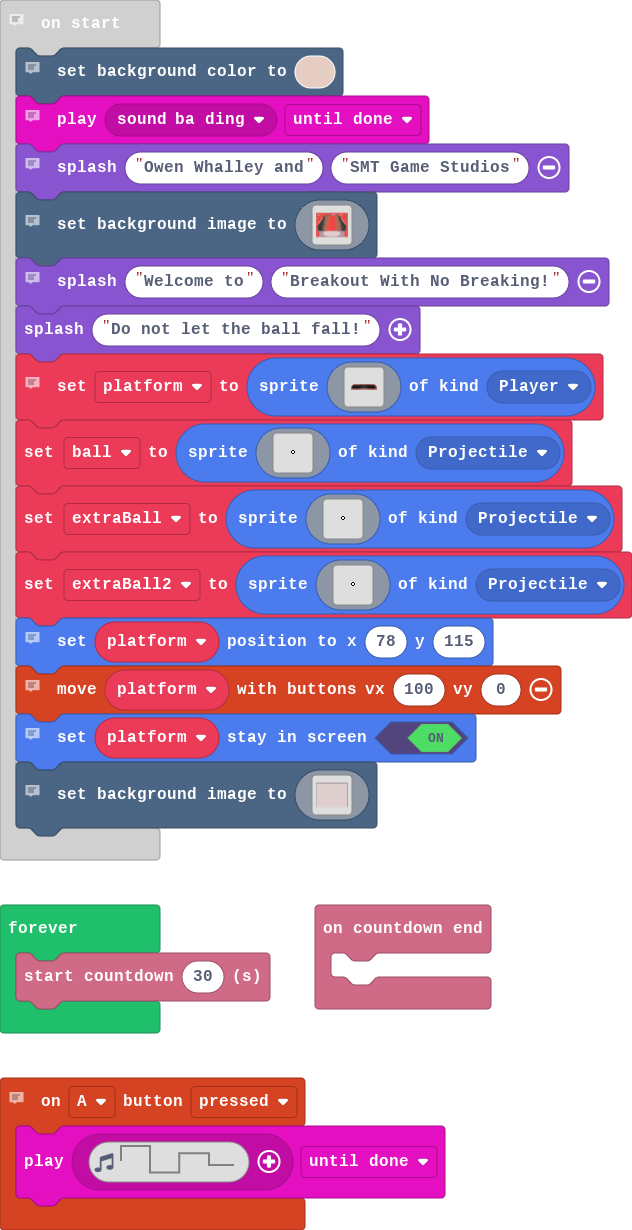 on start
set background color to
play sound ba ding until done
splash "Owen Whalley and" "SMT Game Studios"
set background image to
splash "Welcome to" "Breakout With No Breaking!"
splash "Do not let the ball fall!"
set platform to sprite of kind Player
set ball to sprite of kind Projectile
set extraBall to sprite of kind Projectile
set extraBall2 to sprite of kind Projectile
set platform position to x 78 y 115
move platform with buttons vx 100 vy 0
set platform stay in screen ON
set background image to
forever
start countdown 30 (s)
on countdown end
on A button pressed
play until done